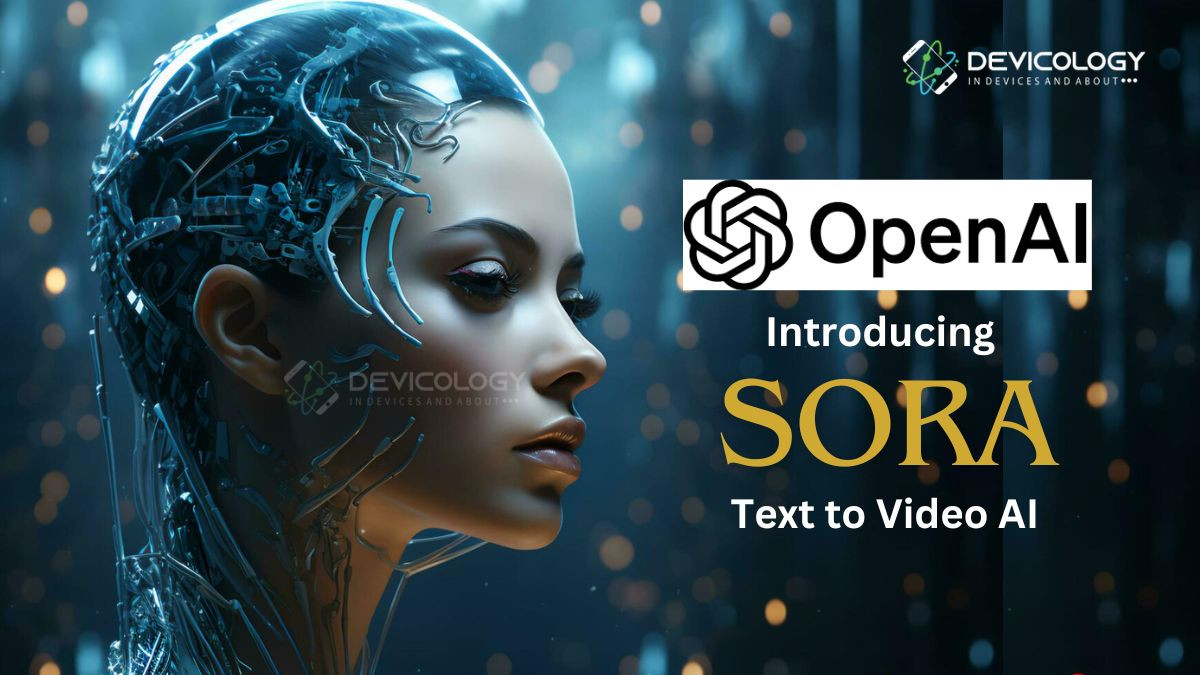 DEVICOLOGY
IN DEVICES AND ABOUT•••
OpenAI
Introducing
SORA
Text to Video AI
DEVICOLOGY
IN DEVICES AND ABOUT•••